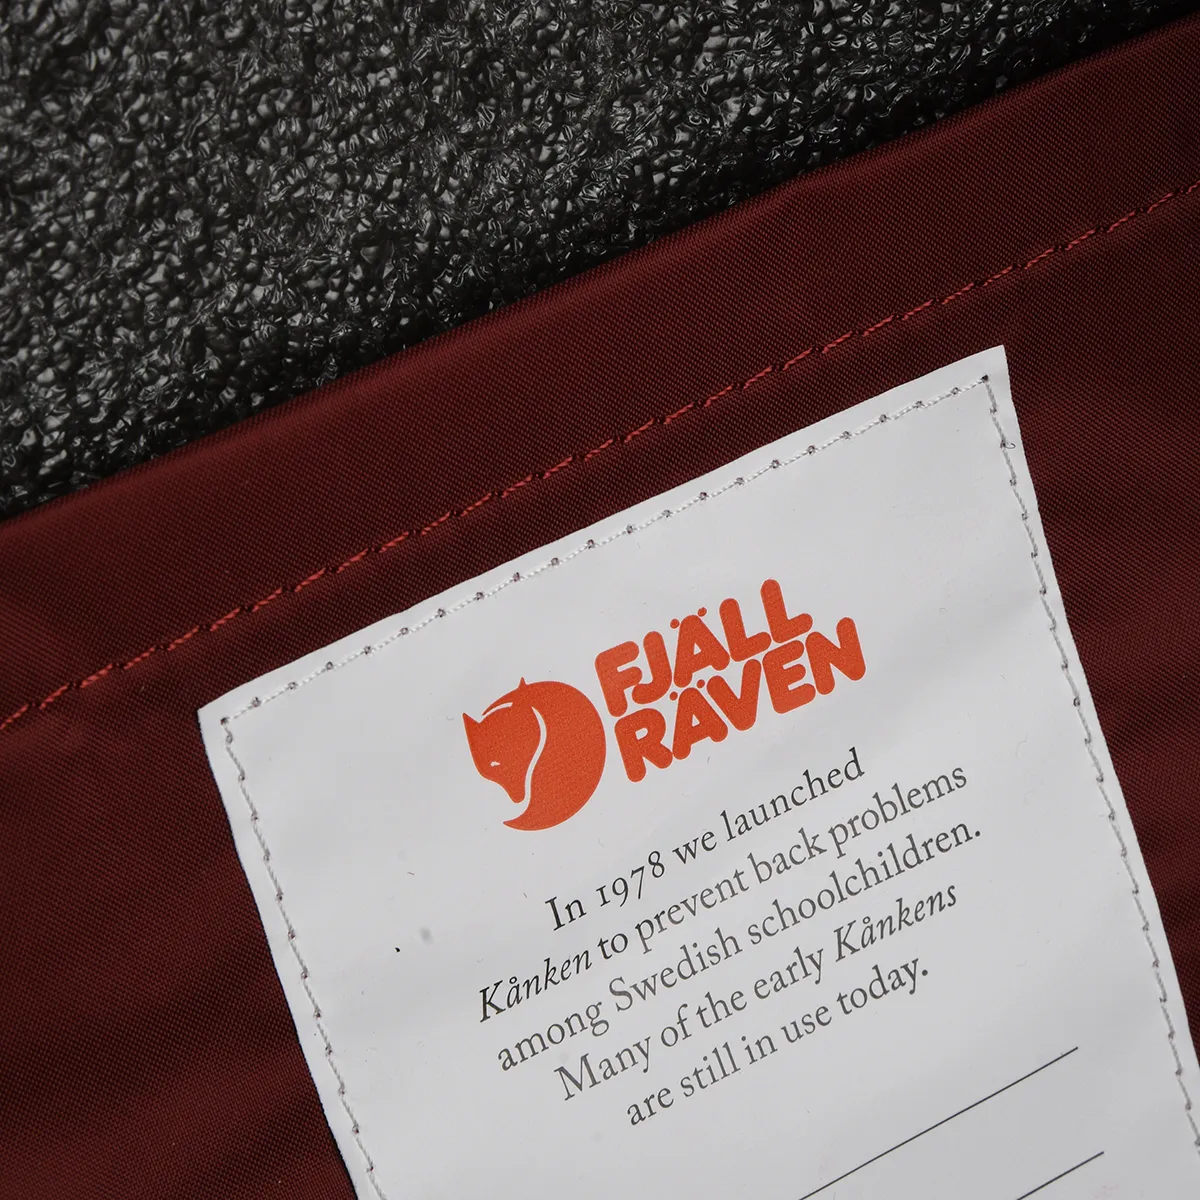 FJÄLL
RÄVEN
In 1978 we launched
Kånken to prevent back problems
among Swedish schoolchildren.
Many of the early Kånkens
are still in use today.